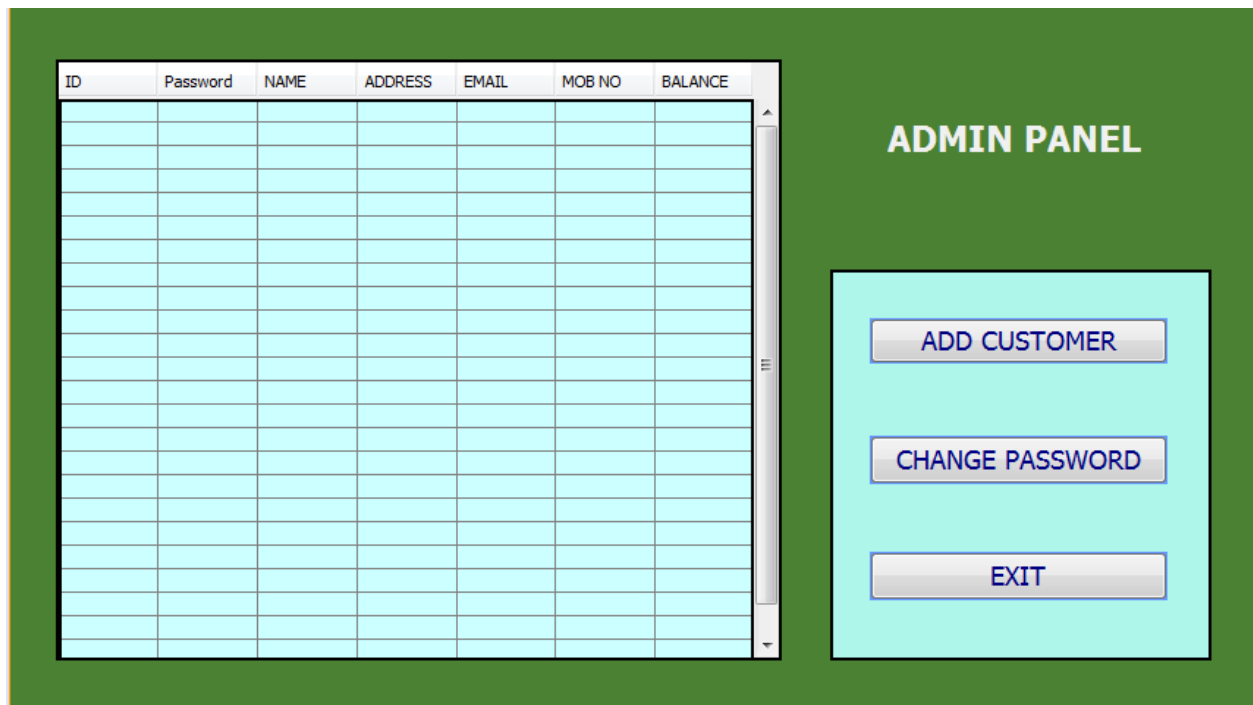 ID Password NAME ADDRESS EMAIL MOB NO BALANCE
ADMIN PANEL
ADD CUSTOMER
CHANGE PASSWORD
EXIT